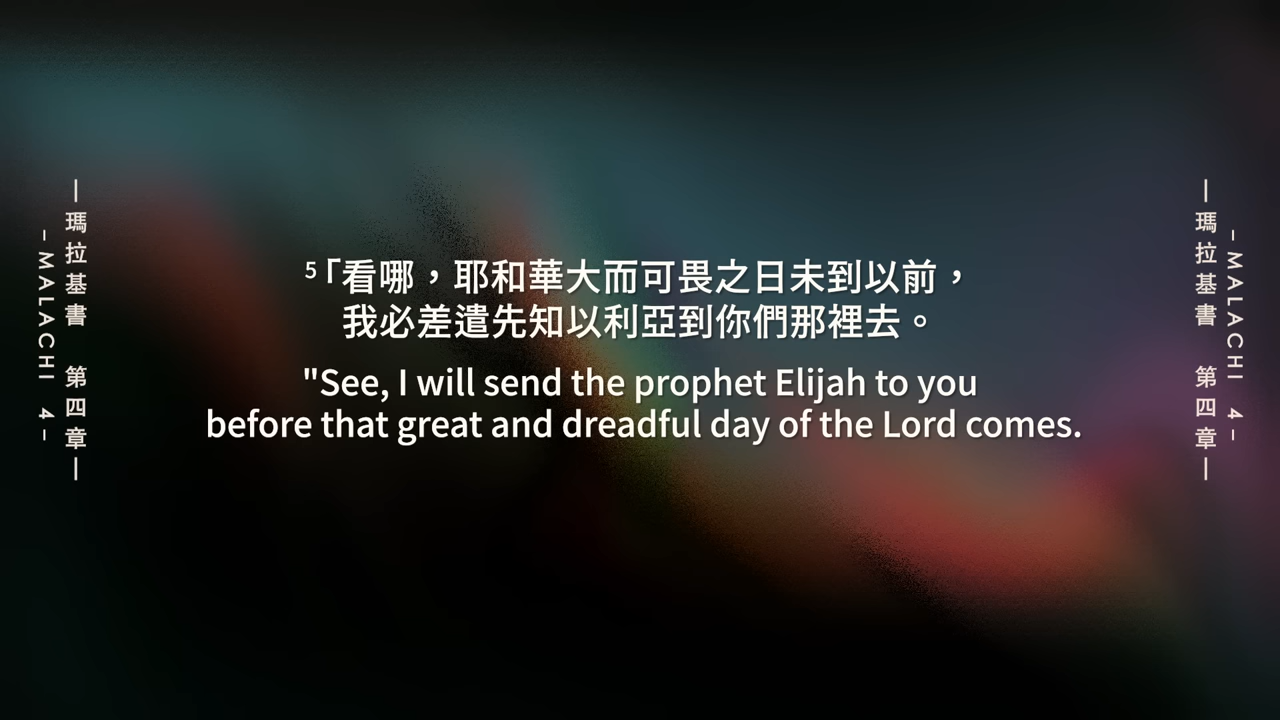 —瑪拉基書 第四章—
–MALACHI 4–
⁵「看哪，耶和華大而可畏之日未到以前，
我必差遣先知以利亞到你們那裡去。
"See, I will send the prophet Elijah to you
before that great and dreadful day of the Lord comes.
—瑪拉基書 第四章—
–MALACHI 4–